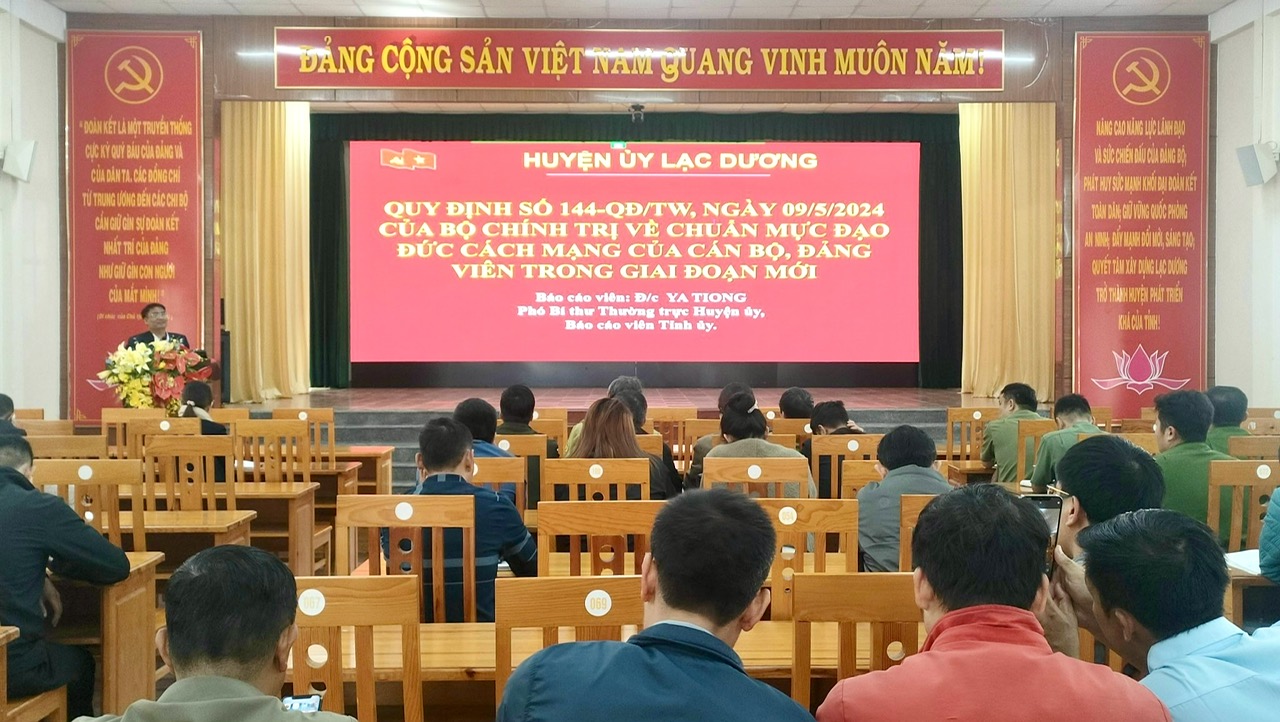 ĐẢNG CỘNG SẢN VIỆT NAM QUANG VINH MUÔN NĂM!
" ĐOÀN KẾT LÀ MỘT TRUYỀN THỐNG
CỰC KỲ QUÝ BÁU CỦA ĐẢNG VÀ
CỦA DÂN TA. CÁC ĐỒNG CHÍ
TỪ TRUNG ƯƠNG ĐẾN CÁC CHI BỘ
CẦN GIỮ GÌN SỰ ĐOÀN KẾT
NHẤT TRÍ CỦA ĐẢNG
NHƯ GIỮ GÌN CON NGƯƠI
CỦA MẮT MÌNH! "
HUYỆN ỦY LẠC DƯƠNG
QUY ĐỊNH SỐ 144-QĐ/TW, NGÀY 09/5/2024
CỦA BỘ CHÍNH TRỊ VỀ CHUẨN MỰC ĐẠO
ĐỨC CÁCH MẠNG CỦA CÁN BỘ, ĐẢNG
VIÊN TRONG GIAI ĐOẠN MỚI
Báo cáo viên: Đ/c YA TIONG
Phó Bí thư Thường trực Huyện ủy,
Báo cáo viên Tỉnh ủy.
NÂNG CAO NĂNG LỰC LÃNH ĐẠO
VÀ SỨC CHIẾN ĐẤU CỦA ĐẢNG BỘ;
PHÁT HUY SỨC MẠNH KHỐI ĐẠI ĐOÀN KẾT
TOÀN DÂN; GIỮ VỮNG QUỐC PHÒNG
AN NINH; ĐẨY MẠNH ĐỔI MỚI, SÁNG TẠO;
QUYẾT TÂM XÂY DỰNG LẠC DƯƠNG
TRỞ THÀNH HUYỆN PHÁT TRIỂN
KHÁ CỦA TỈNH!
067
069